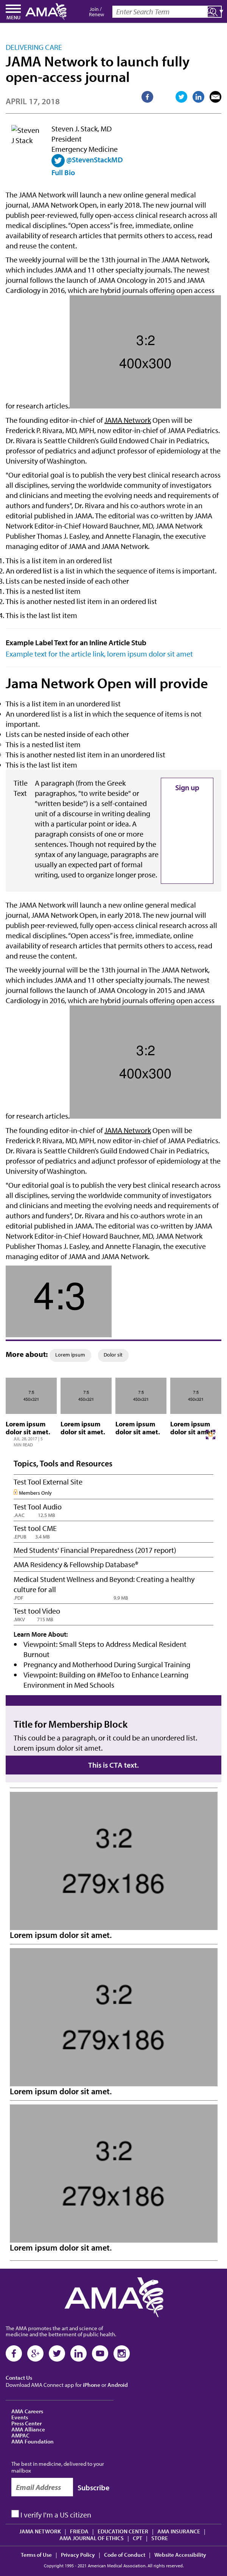 MENU
AMA
Join /
Renew
Enter Search Term
DELIVERING CARE
JAMA Network to launch fully
open-access journal
APRIL 17, 2018
Steven
J Stack
Steven J. Stack, MD
President
Emergency Medicine
@StevenStackMD
Full Bio
The JAMA Network will launch a new online general medical
journal, JAMA Network Open, in early 2018. The new journal will
publish peer-reviewed, fully open-access clinical research across all
medical disciplines. “Open access” is free, immediate, online
availability of research articles that permits others to access, read
and reuse the content.
The weekly journal will be the 13th journal in The JAMA Network,
which includes JAMA and 11 other specialty journals. The newest
journal follows the launch of JAMA Oncology in 2015 and JAMA
Cardiology in 2016, which are hybrid journals offering open access
3:2
400x300
for research articles.
The founding editor-in-chief of JAMA Network Open will be
Frederick P. Rivara, MD, MPH, now editor-in-chief of JAMA Pediatrics.
Dr. Rivara is Seattle Children’s Guild Endowed Chair in Pediatrics,
professor of pediatrics and adjunct professor of epidemiology at the
University of Washington.
“Our editorial goal is to publish the very best clinical research across
all disciplines, serving the worldwide community of investigators
and clinicians and meeting the evolving needs and requirements of
authors and funders”, Dr. Rivara and his co-authors wrote in an
editorial published in JAMA. The editorial was co-written by JAMA
Network Editor-in-Chief Howard Bauchner, MD, JAMA Network
Publisher Thomas J. Easley, and Annette Flanagin, the executive
managing editor of JAMA and JAMA Network.
1. This is a list item in an ordered list
2. An ordered list is a list in which the sequence of items is important.
3. Lists can be nested inside of each other
1. This is a nested list item
2. This is another nested list item in an ordered list
4. This is the last list item
Example Label Text for an Inline Article Stub
Example text for the article link, lorem ipsum dolor sit amet
Jama Network Open will provide
This is a list item in an unordered list
An unordered list is a list in which the sequence of items is not
important.
Lists can be nested inside of each other
This is a nested list item
This is another nested list item in an unordered list
This is the last list item
Title
Text
A paragraph (from the Greek
paragraphos, "to write beside" or
"written beside") is a self-contained
unit of a discourse in writing dealing
with a particular point or idea. A
paragraph consists of one or more
sentences. Though not required by the
syntax of any language, paragraphs are
usually an expected part of formal
writing, used to organize longer prose.
Sign up
The JAMA Network will launch a new online general medical
journal, JAMA Network Open, in early 2018. The new journal will
publish peer-reviewed, fully open-access clinical research across all
medical disciplines. “Open access” is free, immediate, online
availability of research articles that permits others to access, read
and reuse the content.
The weekly journal will be the 13th journal in The JAMA Network,
which includes JAMA and 11 other specialty journals. The newest
journal follows the launch of JAMA Oncology in 2015 and JAMA
Cardiology in 2016, which are hybrid journals offering open access
3:2
400x300
for research articles.
The founding editor-in-chief of JAMA Network Open will be
Frederick P. Rivara, MD, MPH, now editor-in-chief of JAMA Pediatrics.
Dr. Rivara is Seattle Children’s Guild Endowed Chair in Pediatrics,
professor of pediatrics and adjunct professor of epidemiology at the
University of Washington.
"Our editorial goal is to publish the very best clinical research across
all disciplines, serving the worldwide community of investigators
and clinicians and meeting the evolving needs and requirements of
authors and funders", Dr. Rivara and his co-authors wrote in an
editorial published in JAMA. The editorial was co-written by JAMA
Network Editor-in-Chief Howard Bauchner, MD, JAMA Network
Publisher Thomas J. Easley, and Annette Flanagin, the executive
managing editor of JAMA and JAMA Network.
4:3
More about: Lorem ipsum Dolor sit
Lorem ipsum
dolor sit amet.
JUL 28, 2017 | 3
MIN READ
Lorem ipsum
dolor sit amet.
Lorem ipsum
dolor sit amet.
Lorem ipsum
dolor sit amet.
Topics, Tools and Resources
Test Tool External Site
Members Only
Test Tool Audio
.AAC 12.5 MB
Test tool CME
.EPUB 3.4 MB
Med Students' Financial Preparedness (2017 report)
AMA Residency & Fellowship Database®
Medical Student Wellness and Beyond: Creating a healthy
culture for all
.PDF 9.9 MB
Test tool Video
.MKV 715 MB
Learn More About:
Viewpoint: Small Steps to Address Medical Resident
Burnout
Pregnancy and Motherhood During Surgical Training
Viewpoint: Building on #MeToo to Enhance Learning
Environment in Med Schools
Title for Membership Block
This could be a paragraph, or it could be an unordered list.
Lorem ipsum dolor sit amet.
This is CTA text.
3:2
279x186
Lorem ipsum dolor sit amet.
3:2
279x186
Lorem ipsum dolor sit amet.
3:2
279x186
Lorem ipsum dolor sit amet.
AMA
The AMA promotes the art and science of
medicine and the betterment of public health.
Contact Us
Download AMA Connect app for iPhone or Android
AMA Careers
Events
Press Center
AMA Alliance
AMPAC
AMA Foundation
The best in medicine, delivered to your
mailbox
Email Address
Subscribe
I verify I'm a US citizen
JAMA NETWORK | FRIEDA | EDUCATION CENTER | AMA INSURANCE |
AMA JOURNAL OF ETHICS | CPT | STORE
Terms of Use | Privacy Policy | Code of Conduct | Website Accessibility
Copyright 1995 - 2021 American Medical Association. All rights reserved.